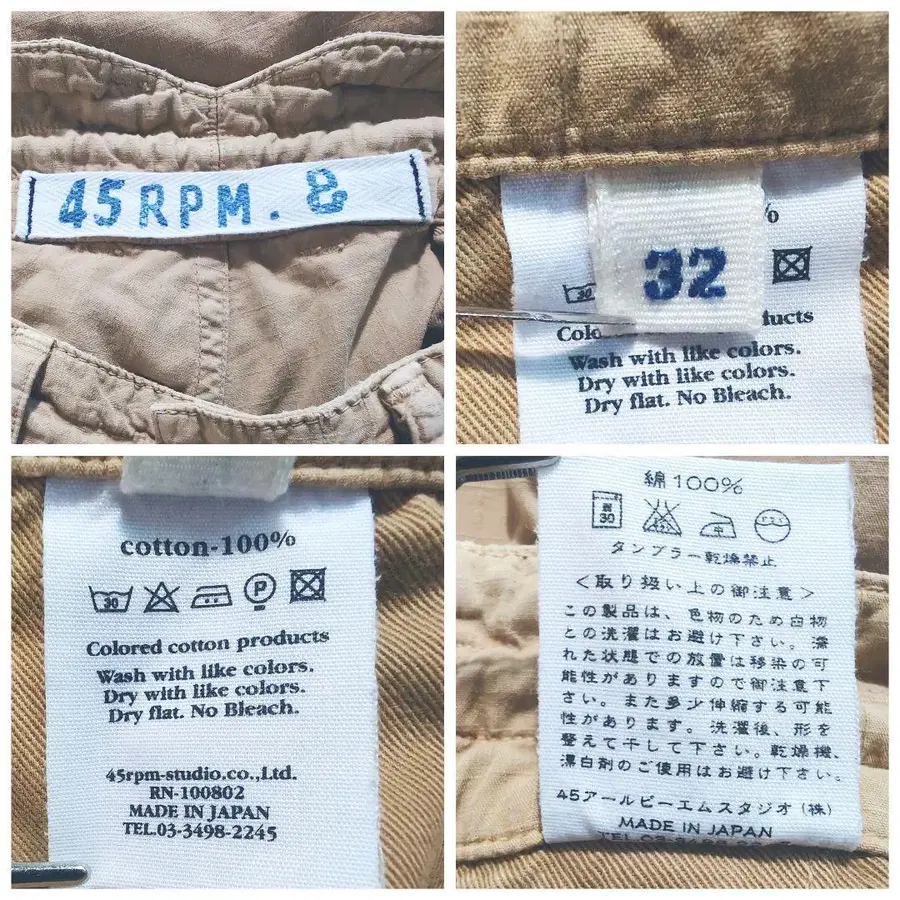 45RPM. &
%
32
30
Wash with like colors.
Dry with like colors.
Dry flat. No Bleach.
cotton-100%
30
P
Colored cotton products
Wash with like colors.
Dry with like colors.
Dry flat. No Bleach.
45rpm-studio.co.,Ltd.
RN-100802
MADE IN JAPAN
TEL.03-3498-2245
綿100%
弱
30
中
タンブラー乾燥禁止
<取り扱い上の御注意>
この製品は、色物のため白物
との洗濯はお避け下さい。濡
れた状態での放置は移染の可
能性がありますので御注意下
さい。また多少伸縮する可能
性があります。洗濯後、形を
整えて干して下さい。乾燥機、
漂白剤のご使用はお避け下さい。
45アールピーエムスタジオ(株)
MADE IN JAPAN